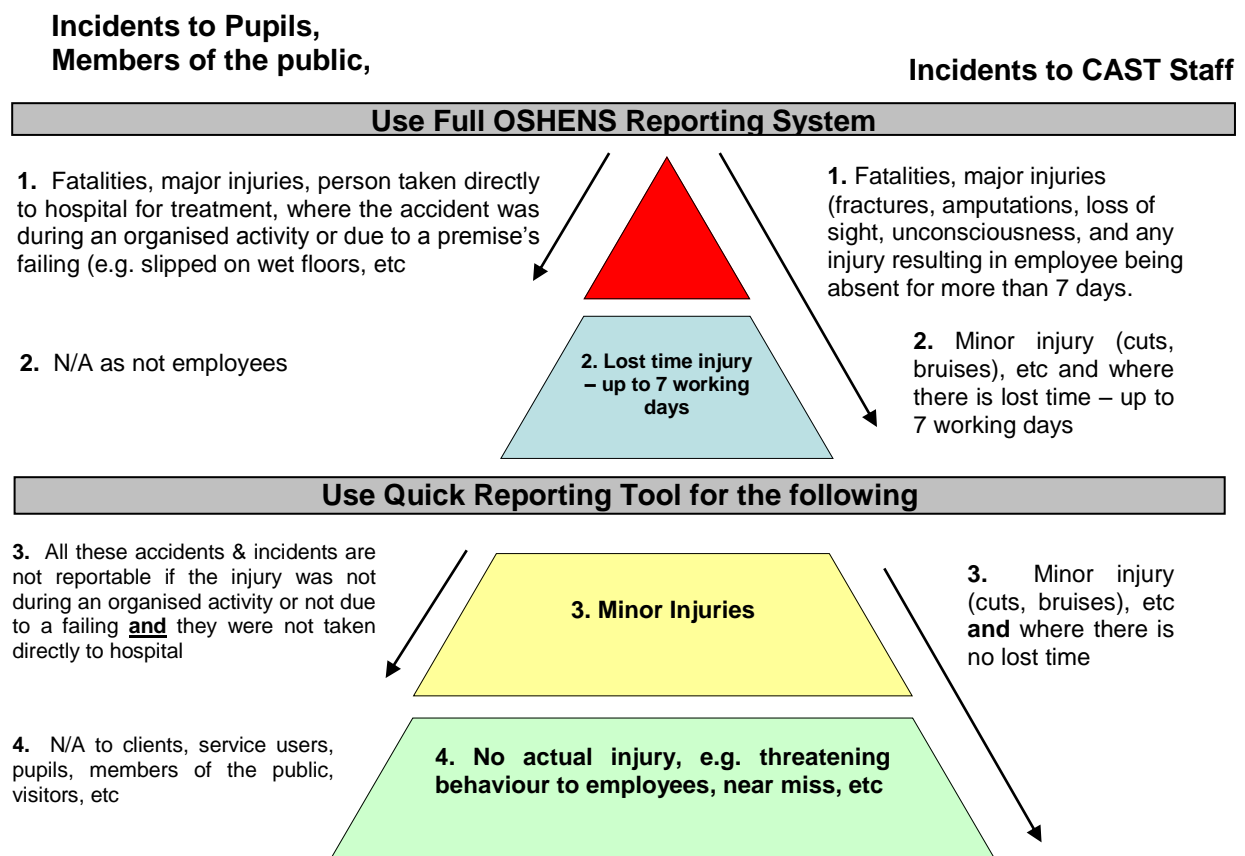 Incidents to Pupils,
Members of the public,
Incidents to CAST Staff
Use Full OSHENS Reporting System
1. Fatalities, major injuries, person taken directly
to hospital for treatment, where the accident was
during an organised activity or due to a premise's
failing (e.g. slipped on wet floors, etc
1. Fatalities, major injuries
(fractures, amputations, loss of
sight, unconsciousness, and any
injury resulting in employee being
absent for more than 7 days.
2. N/A as not employees
2. Lost time injury
– up to 7 working
days
2. Minor injury (cuts,
bruises), etc and where
there is lost time – up to
7 working days
Use Quick Reporting Tool for the following
3. All these accidents & incidents are
not reportable if the injury was not
during an organised activity or not due
to a failing and they were not taken
directly to hospital
3. Minor Injuries
3. Minor injury
(cuts, bruises), etc
and where there is
no lost time
4. N/A to clients, service users,
pupils, members of the public,
visitors, etc
4. No actual injury, e.g. threatening
behaviour to employees, near miss, etc